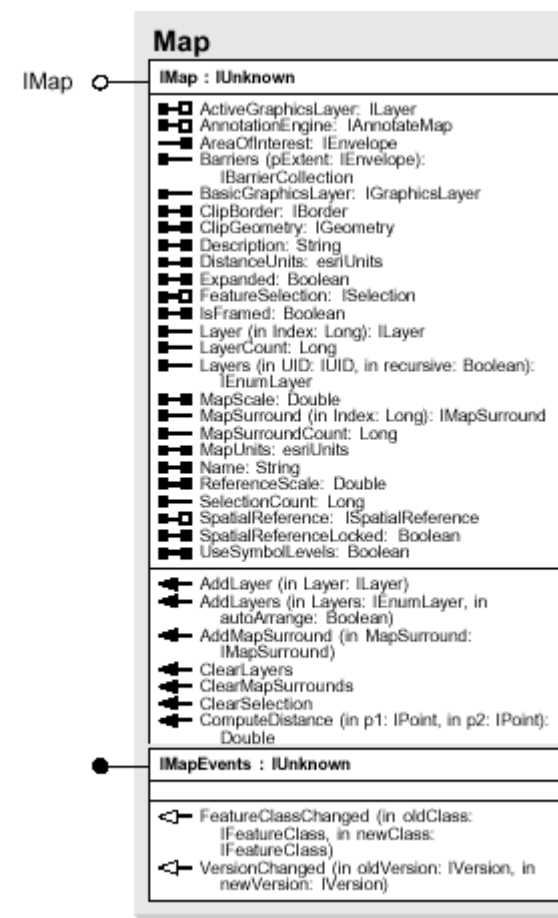 Map
IMap
IMap : IUnknown
ActiveGraphicsLayer: ILayer
AnnotationEngine: IAnnotateMap
AreaOfInterest: IEnvelope
Barriers (pExtent: IEnvelope):
IBarrierCollection
BasicGraphicsLayer: IGraphicsLayer
ClipBorder: IBorder
ClipGeometry: IGeometry
Description: String
DistanceUnits: esriUnits
Expanded: Boolean
FeatureSelection: ISelection
IsFramed: Boolean
Layer (in Index: Long): ILayer
LayerCount: Long
Layers (in UID: IUID, in recursive: Boolean):
IEnumLayer
MapScale: Double
MapSurround (in Index: Long): IMapSurround
MapSurroundCount: Long
MapUnits: esriUnits
Name: String
ReferenceScale: Double
SelectionCount: Long
SpatialReference: ISpatialReference
SpatialReferenceLocked: Boolean
UseSymbolLevels: Boolean
AddLayer (in Layer: ILayer)
AddLayers (in Layers: IEnumLayer, in
autoArrange: Boolean)
AddMapSurround (in MapSurround:
IMapSurround)
ClearLayers
ClearMapSurrounds
ClearSelection
ComputeDistance (in p1: IPoint, in p2: IPoint):
Double
IMapEvents : IUnknown
FeatureClassChanged (in oldClass:
IFeatureClass, in newClass:
IFeatureClass)
VersionChanged (in oldVersion: IVersion, in
newVersion: IVersion)